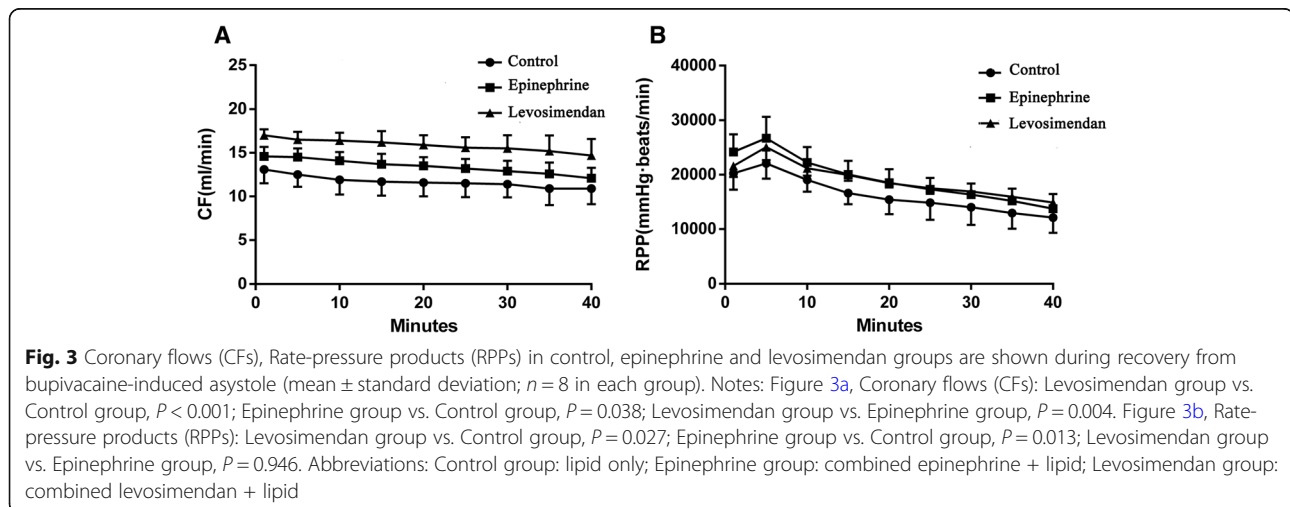 A
B
25
20
15
10
5
0
CF(ml/min)
0 10 20 30 40
Minutes
Control
Epinephrine
Levosimendan
40000
30000
20000
10000
0
RPP(mmHg·beats/min)
0 10 20 30 40
Minutes
Control
Epinephrine
Levosimendan
Fig. 3 Coronary flows (CFs), Rate-pressure products (RPPs) in control, epinephrine and levosimendan groups are shown during recovery from
bupivacaine-induced asystole (mean ± standard deviation; n = 8 in each group). Notes: Figure 3a, Coronary flows (CFs): Levosimendan group vs.
Control group, P < 0.001; Epinephrine group vs. Control group, P = 0.038; Levosimendan group vs. Epinephrine group, P = 0.004. Figure 3b, Rate-
pressure products (RPPs): Levosimendan group vs. Control group, P = 0.027; Epinephrine group vs. Control group, P = 0.013; Levosimendan group
vs. Epinephrine group, P = 0.946. Abbreviations: Control group: lipid only; Epinephrine group: combined epinephrine + lipid; Levosimendan group:
combined levosimendan + lipid